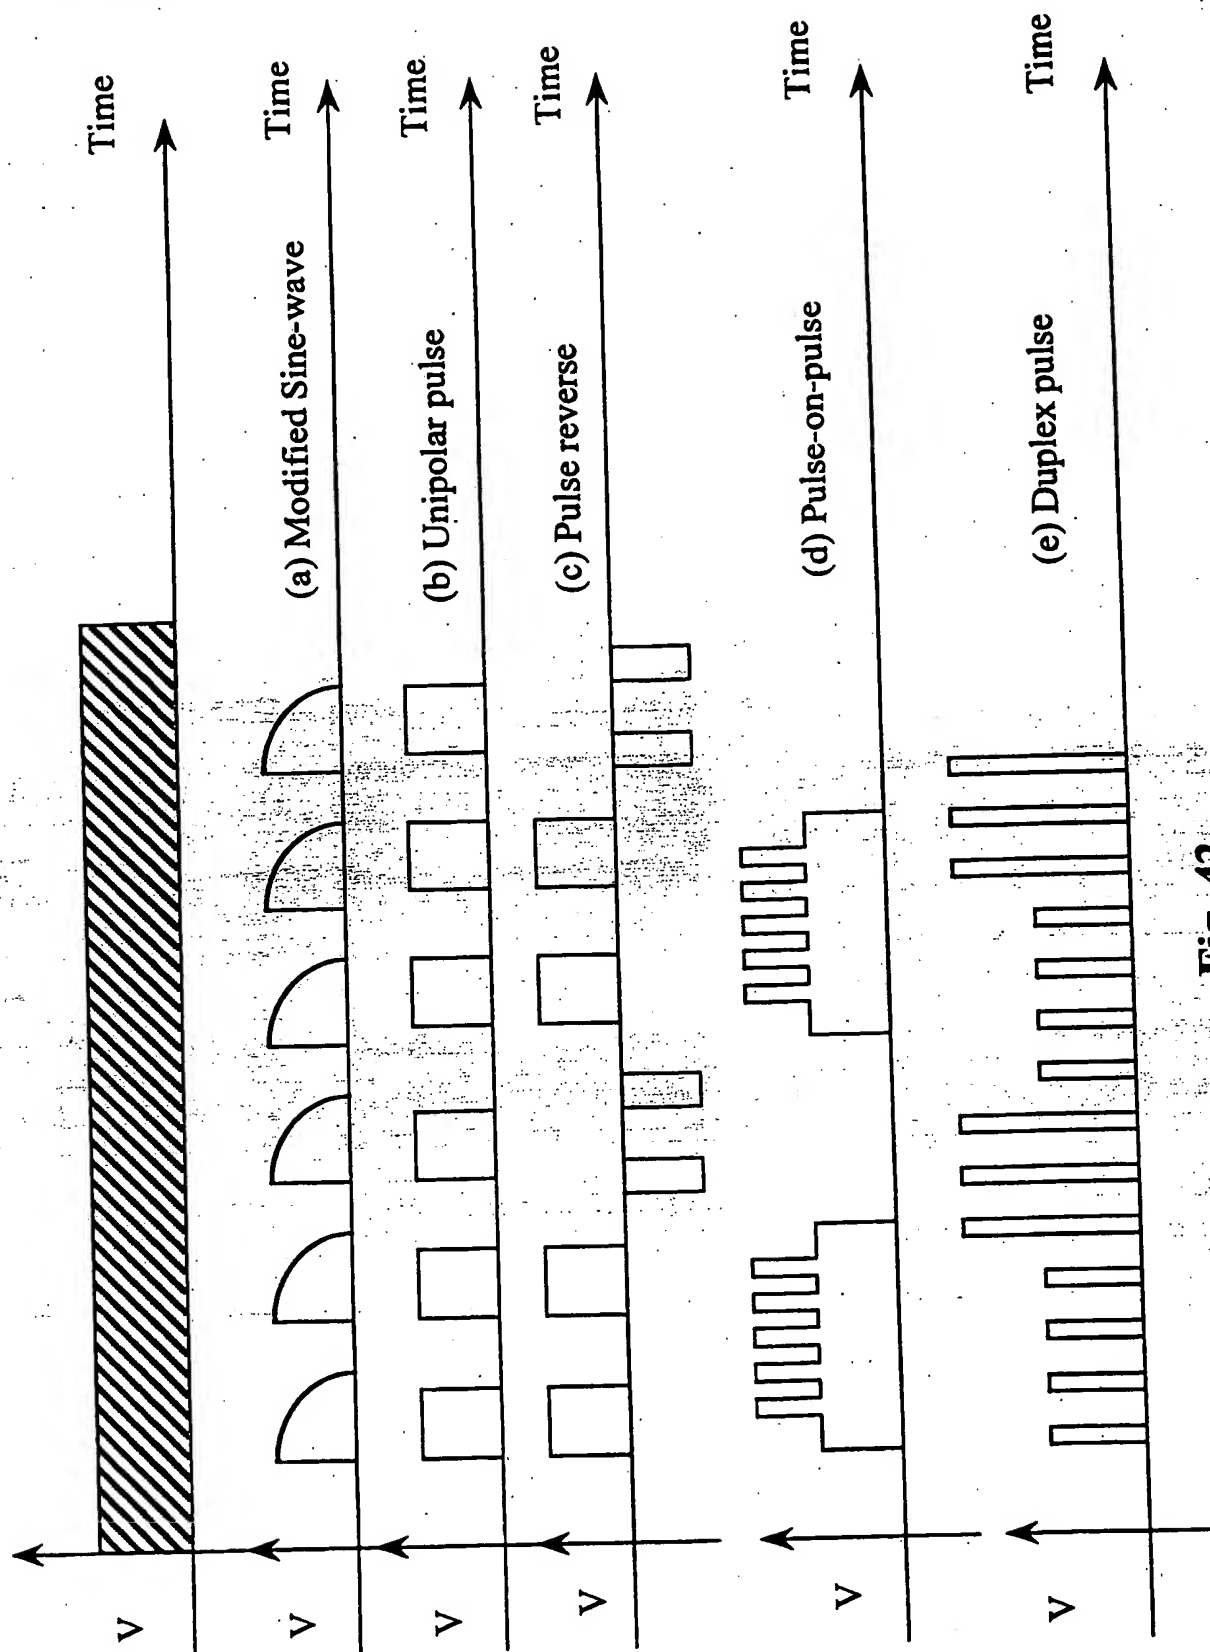 V
Time
V
(a) Modified Sine-wave
Time
V
(b) Unipolar pulse
Time
V
(c) Pulse reverse
Time
V
(d) Pulse-on-pulse
Time
V
(e) Duplex pulse
Time